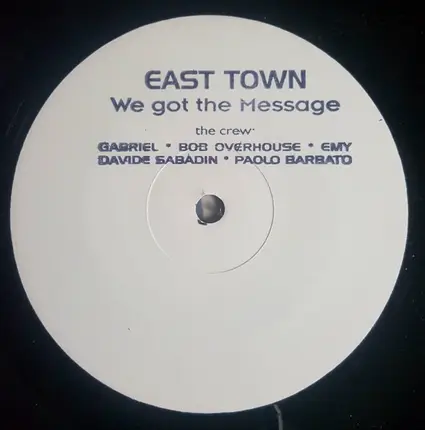 EAST TOWN
We got the Message
the crew:
GABRIEL * BOB OVERHOUSE * EMY
DAVIDE SABADIN * PAOLO BARBATO